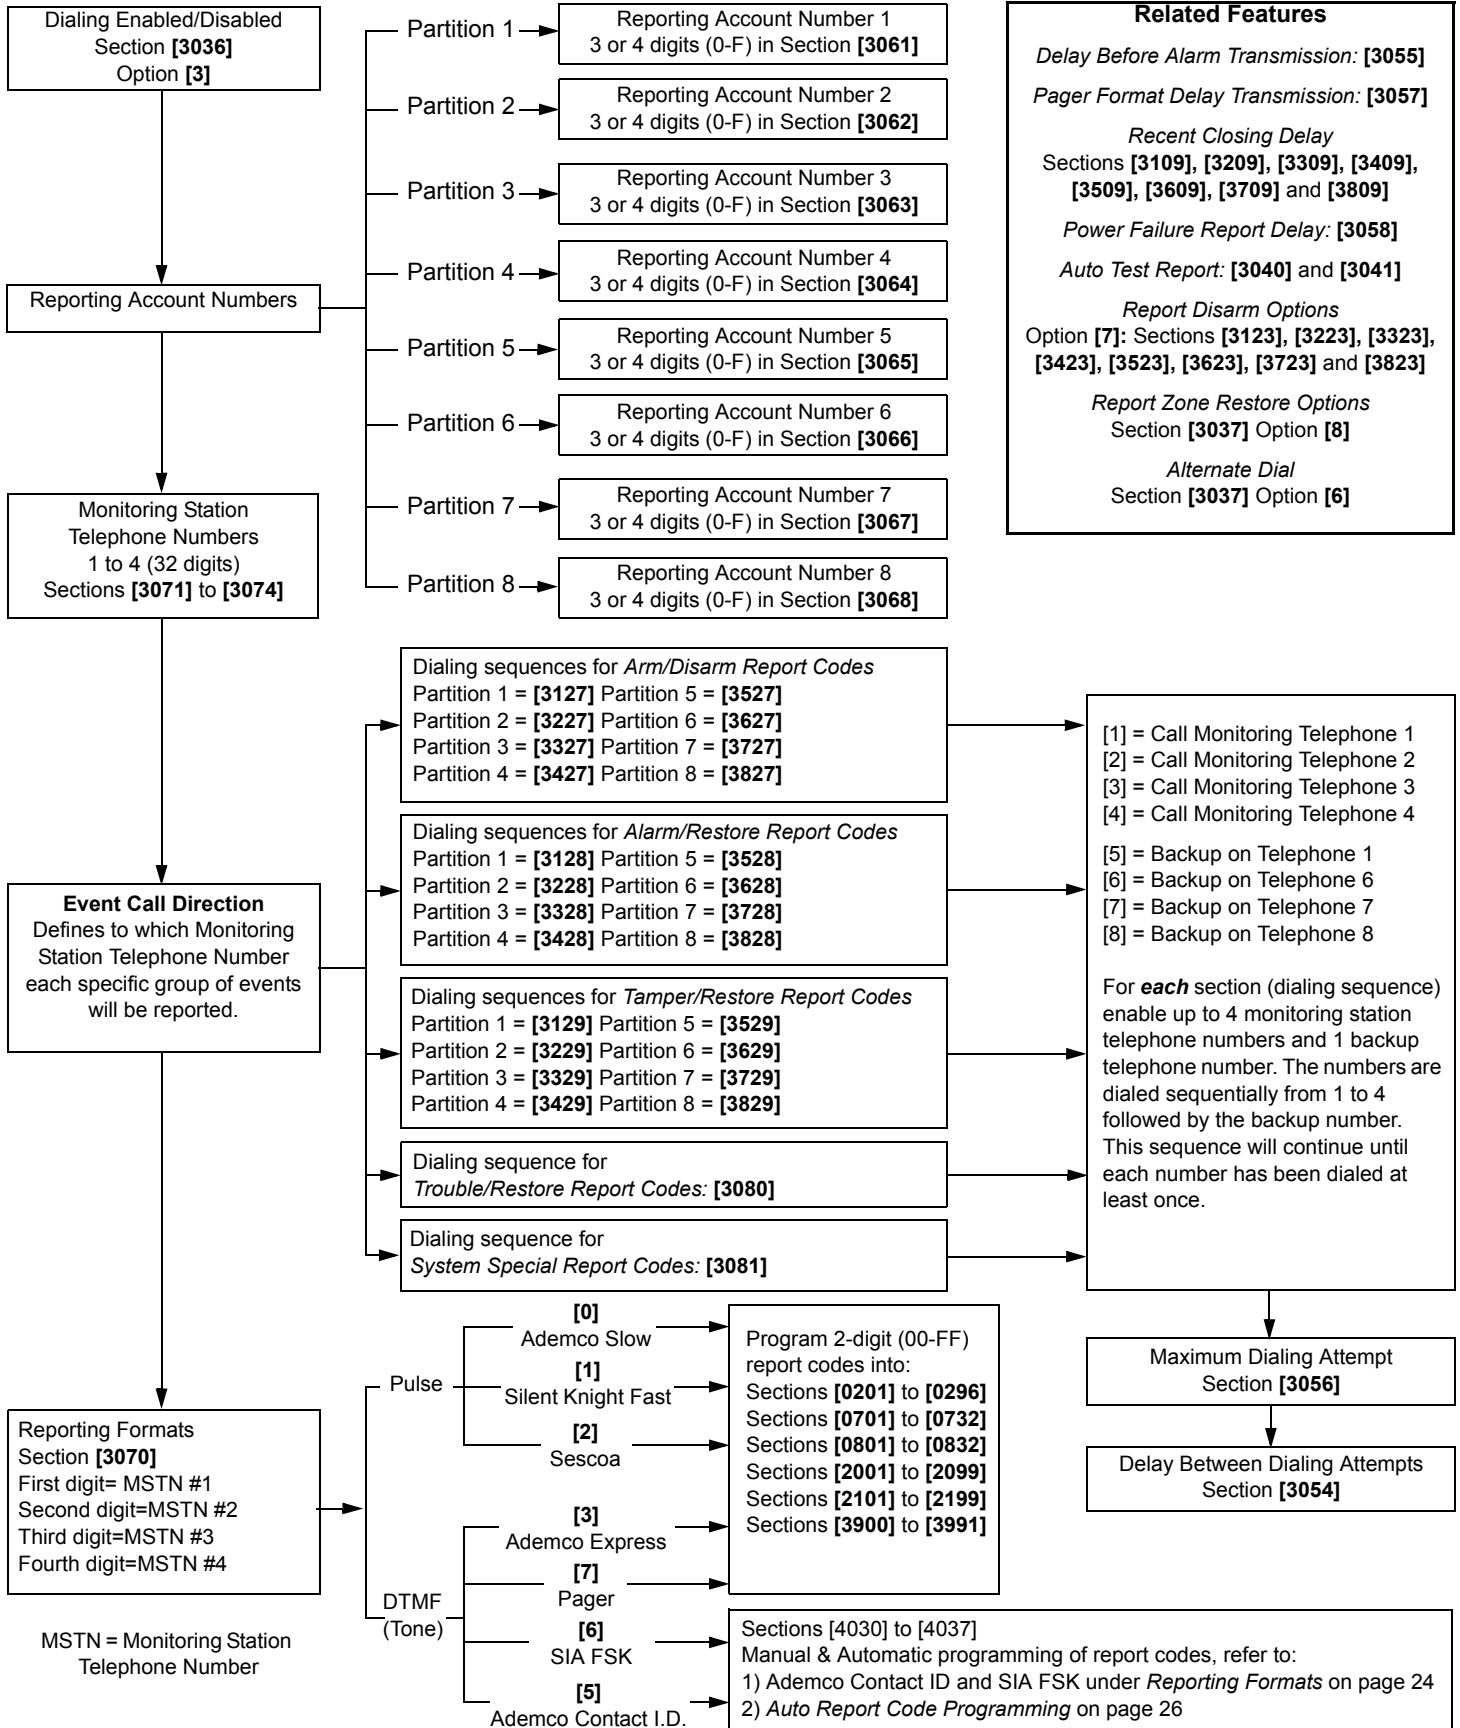 Dialing Enabled/Disabled
Section [3036]
Option [3]
Reporting Account Numbers
Monitoring Station
Telephone Numbers
1 to 4 (32 digits)
Sections [3071] to [3074]
Event Call Direction
Defines to which Monitoring
Station Telephone Number
each specific group of events
will be reported.
Reporting Formats
Section [3070]
First digit= MSTN #1
Second digit=MSTN #2
Third digit=MSTN #3
Fourth digit=MSTN #4
MSTN = Monitoring Station
Telephone Number
Partition 1
Reporting Account Number 1
3 or 4 digits (0-F) in Section [3061]
Partition 2
Reporting Account Number 2
3 or 4 digits (0-F) in Section [3062]
Partition 3
Reporting Account Number 3
3 or 4 digits (0-F) in Section [3063]
Partition 4
Reporting Account Number 4
3 or 4 digits (0-F) in Section [3064]
Partition 5
Reporting Account Number 5
3 or 4 digits (0-F) in Section [3065]
Partition 6
Reporting Account Number 6
3 or 4 digits (0-F) in Section [3066]
Partition 7
Reporting Account Number 7
3 or 4 digits (0-F) in Section [3067]
Partition 8
Reporting Account Number 8
3 or 4 digits (0-F) in Section [3068]
Related Features
Delay Before Alarm Transmission: [3055]
Pager Format Delay Transmission: [3057]
Recent Closing Delay
Sections [3109], [3209], [3309], [3409],
[3509], [3609], [3709] and [3809]
Power Failure Report Delay: [3058]
Auto Test Report: [3040] and [3041]
Report Disarm Options
Option [7]: Sections [3123], [3223], [3323],
[3423], [3523], [3623], [3723] and [3823]
Report Zone Restore Options
Section [3037] Option [8]
Alternate Dial
Section [3037] Option [6]
Dialing sequences for Arm/Disarm Report Codes
Partition 1 = [3127] Partition 5 = [3527]
Partition 2 = [3227] Partition 6 = [3627]
Partition 3 = [3327] Partition 7 = [3727]
Partition 4 = [3427] Partition 8 = [3827]
Dialing sequences for Alarm/Restore Report Codes
Partition 1 = [3128] Partition 5 = [3528]
Partition 2 = [3228] Partition 6 = [3628]
Partition 3 = [3328] Partition 7 = [3728]
Partition 4 = [3428] Partition 8 = [3828]
Dialing sequences for Tamper/Restore Report Codes
Partition 1 = [3129] Partition 5 = [3529]
Partition 2 = [3229] Partition 6 = [3629]
Partition 3 = [3329] Partition 7 = [3729]
Partition 4 = [3429] Partition 8 = [3829]
Dialing sequence for
Trouble/Restore Report Codes: [3080]
Dialing sequence for
System Special Report Codes: [3081]
[1] = Call Monitoring Telephone 1
[2] = Call Monitoring Telephone 2
[3] = Call Monitoring Telephone 3
[4] = Call Monitoring Telephone 4
[5] = Backup on Telephone 1
[6] = Backup on Telephone 6
[7] = Backup on Telephone 7
[8] = Backup on Telephone 8
For each section (dialing sequence)
enable up to 4 monitoring station
telephone numbers and 1 backup
telephone number. The numbers are
dialed sequentially from 1 to 4
followed by the backup number.
This sequence will continue until
each number has been dialed at
least once.
Maximum Dialing Attempt
Section [3056]
Delay Between Dialing Attempts
Section [3054]
Pulse
[0]
Ademco Slow
[1]
Silent Knight Fast
[2]
Sescoa
DTMF
(Tone)
[3]
Ademco Express
[7]
Pager
[6]
SIA FSK
[5]
Ademco Contact I.D.
Program 2-digit (00-FF)
report codes into:
Sections [0201] to [0296]
Sections [0701] to [0732]
Sections [0801] to [0832]
Sections [2001] to [2099]
Sections [2101] to [2199]
Sections [3900] to [3991]
Sections [4030] to [4037]
Manual & Automatic programming of report codes, refer to:
1) Ademco Contact ID and SIA FSK under Reporting Formats on page 24
2) Auto Report Code Programming on page 26